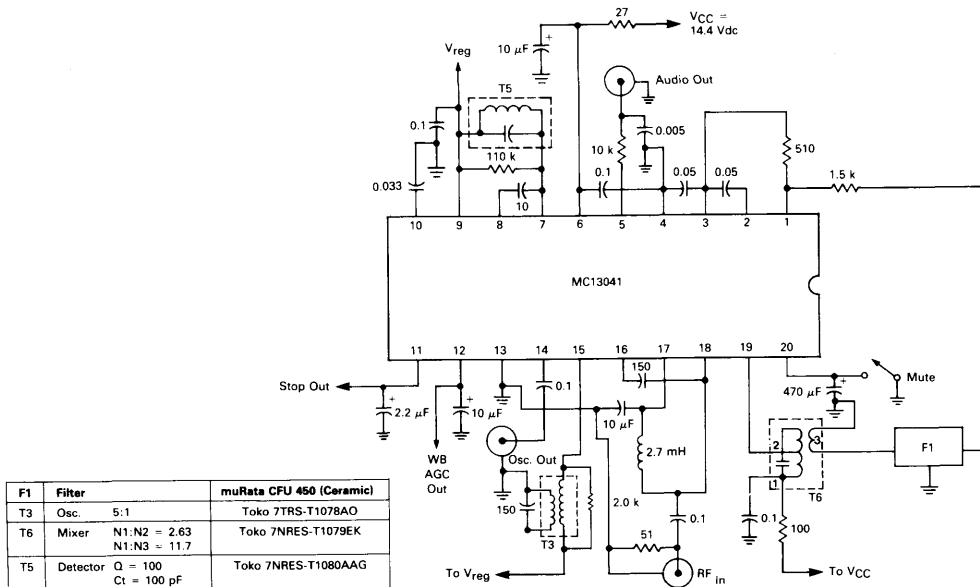 27
VCC =
14.4 Vdc
10 µF
+
Vreg
Audio Out
T5
0.1
0.005
10 k
510
110 k
0.1
0.05
0.05
1.5 k
0.033
10
10 9 8 7 6 5 4 3 2 1
MC13041
11 12 13 14 15 16 17 18 19 20
150
Stop Out
+
2.2 µF
+
10 µF
0.1
10 µF
470 µF
+
Mute
WB
AGC
Out
Osc. Out
2.7 mH
2
3
1
F1
T6
150
2.0 k
0.1
0.1
100
T3
51
To Vreg
RF in
To VCC
F1 Filter muRata CFU 450 (Ceramic)
T3 Osc. 5:1 Toko 7TRS-T1078AO
T6 Mixer N1:N2 = 2.63 Toko 7NRES-T1079EK
N1:N3 = 11.7
T5 Detector Q = 100 Toko 7NRES-T1080AAG
Ct = 100 pF